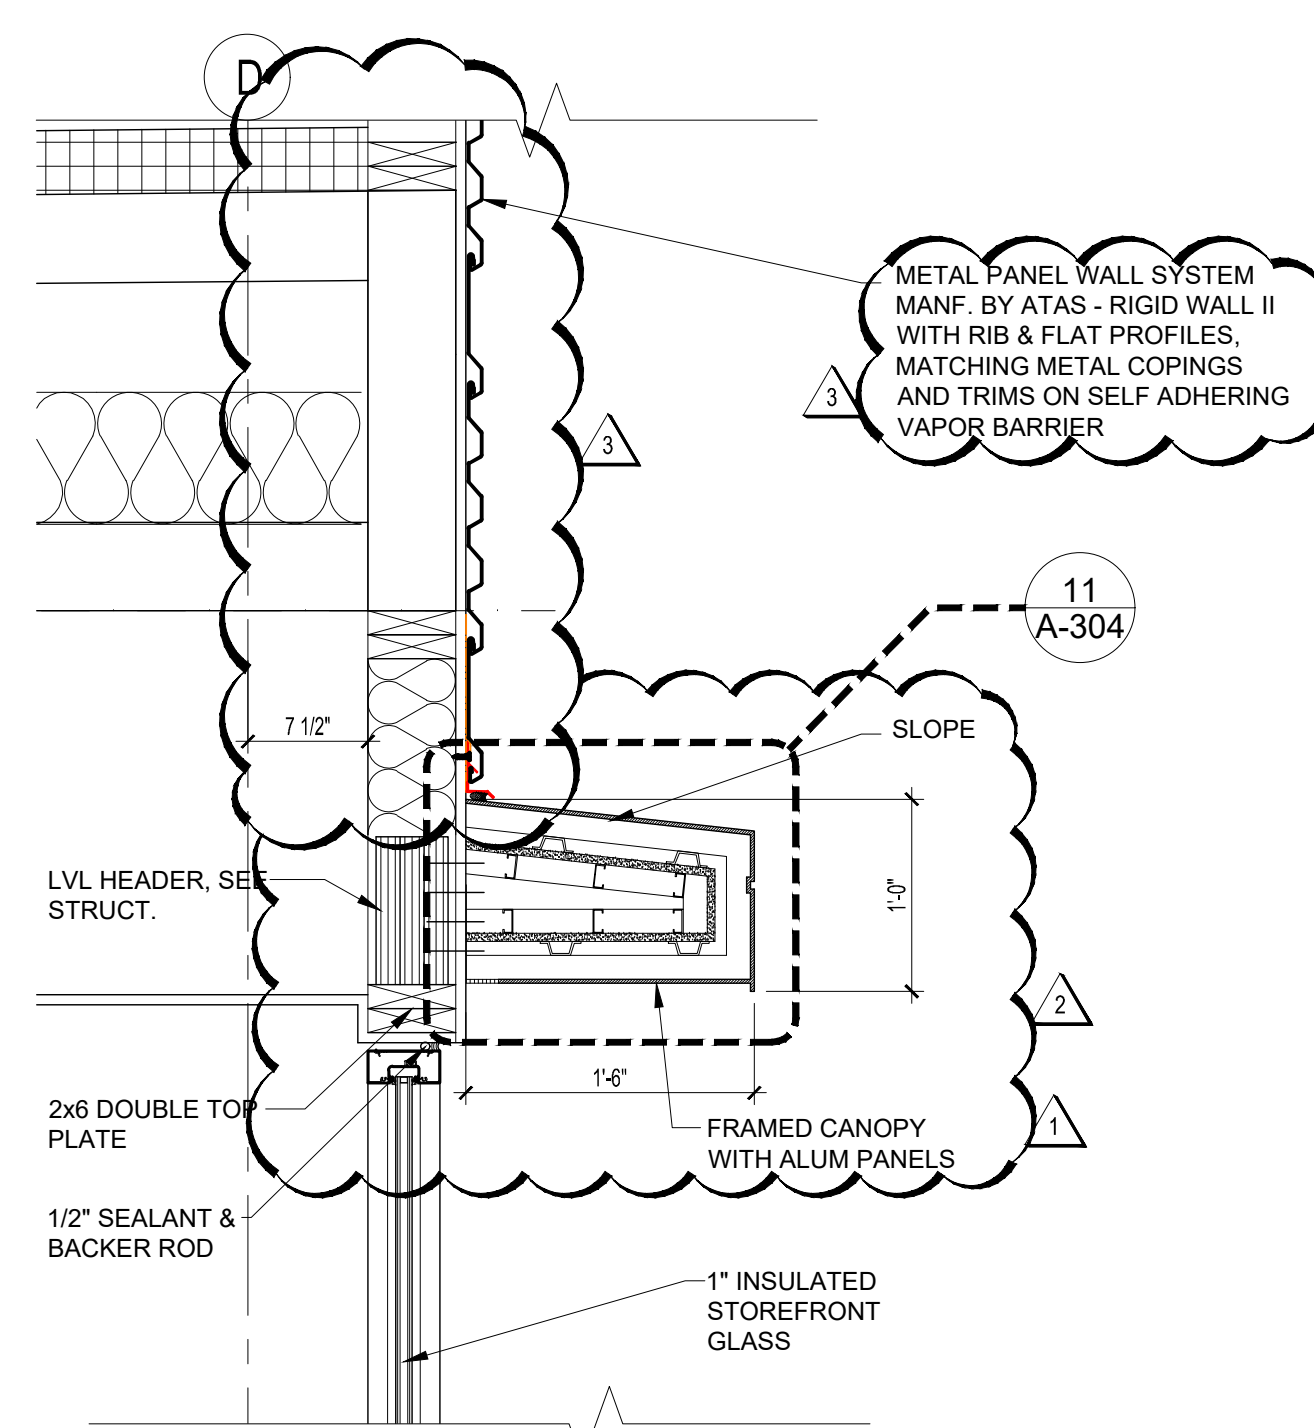 D
METAL PANEL WALL SYSTEM
MANF. BY ATAS - RIGID WALL II
WITH RIB & FLAT PROFILES,
MATCHING METAL COPINGS
AND TRIMS ON SELF ADHERING
VAPOR BARRIER
3
3
11
A-304
SLOPE
7 1/2"
LVL HEADER, SEE
STRUCT.
1'-0"
2
1'-6"
1
2x6 DOUBLE TOP
PLATE
FRAMED CANOPY
WITH ALUM PANELS
1/2" SEALANT &
BACKER ROD
1" INSULATED
STOREFRONT
GLASS